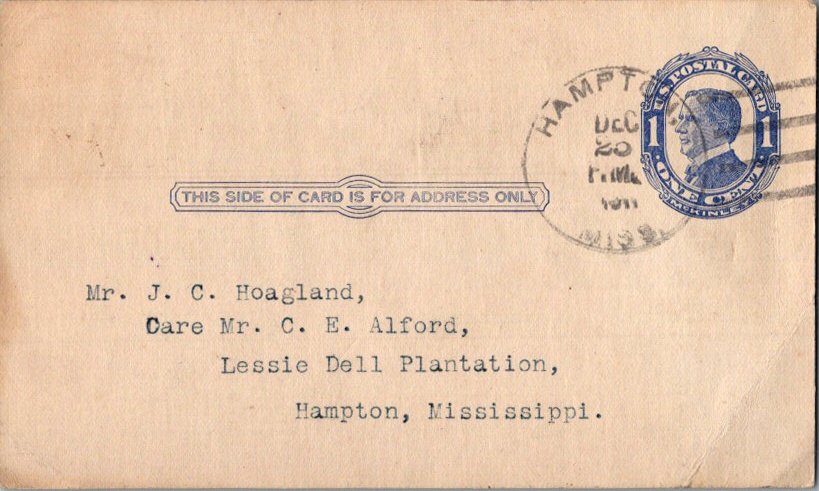 U.S. POSTAL CARD
1 1
ONE CENT
McKINLEY
HAMPTON,
DEC
20
P.M.
1911
MISS.
THIS SIDE OF CARD IS FOR ADDRESS ONLY
Mr. J. C. Hoagland,
Care Mr. C. E. Alford,
Lessie Dell Plantation,
Hampton, Mississippi.